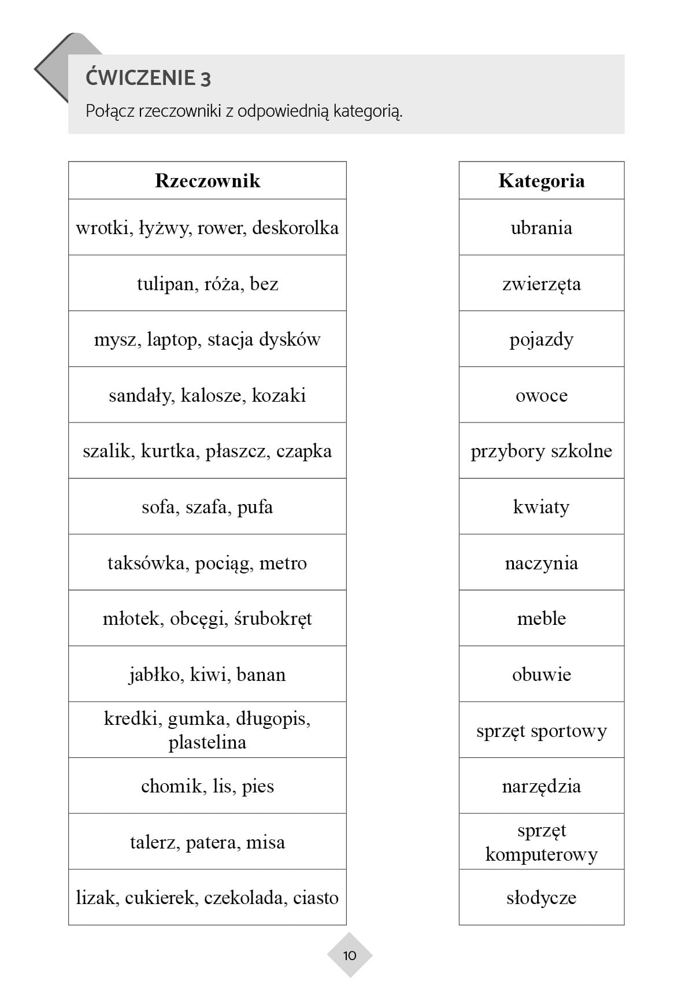 ĆWICZENIE 3
Połącz rzeczowniki z odpowiednią kategorią.
Rzeczownik
wrotki, łyżwy, rower, deskorolka
tulipan, róża, bez
mysz, laptop, stacja dysków
sandały, kalosze, kozaki
szalik, kurtka, płaszcz, czapka
sofa, szafa, pufa
taksówka, pociąg, metro
młotek, obcęgi, śrubokręt
jabłko, kiwi, banan
kredki, gumka, długopis,
plastelina
chomik, lis, pies
talerz, patera, misa
lizak, cukierek, czekolada, ciasto
Kategoria
ubrania
zwierzęta
pojazdy
owoce
przybory szkolne
kwiaty
naczynia
meble
obuwie
sprzęt sportowy
narzędzia
sprzęt
komputerowy
słodycze
10